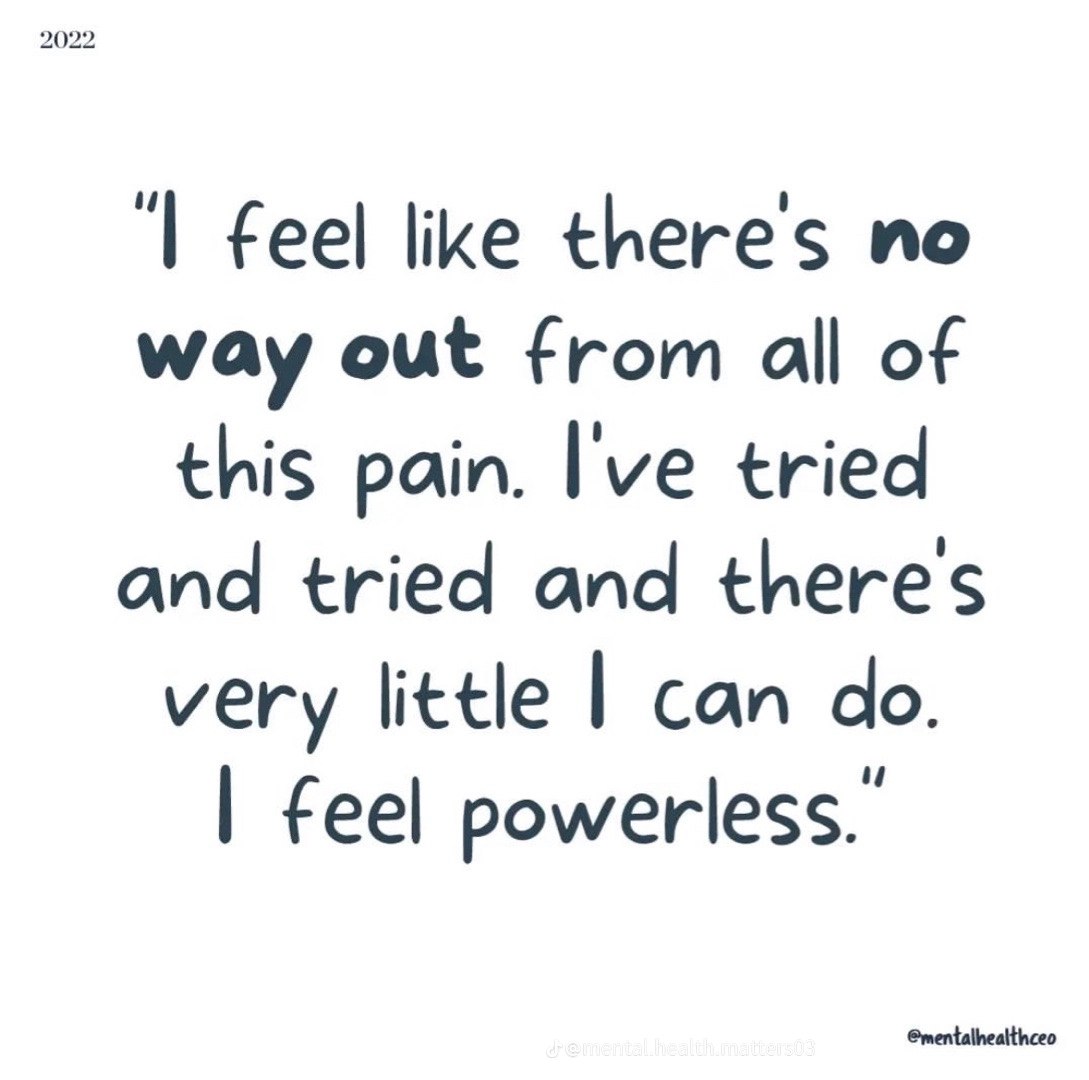 2022
"I feel like there's no
way out from all of
this pain. I've tried
and tried and there's
very little I can do.
I feel powerless."
@mentalhealthceo
@mental.health.matters03